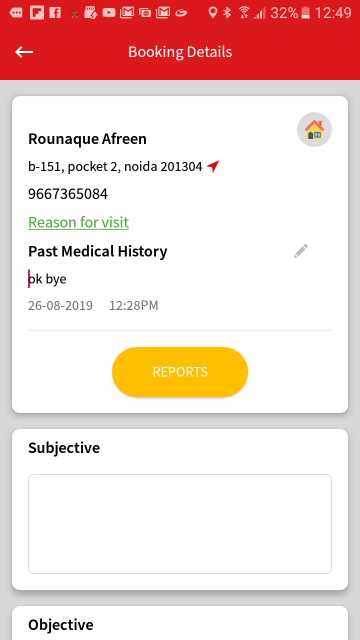 32% 12:49
Booking Details
Rounaque Afreen
b-151, pocket 2, noida 201304
9667365084
Reason for visit
Past Medical History
ok bye
26-08-2019 12:28PM
REPORTS
Subjective
Objective